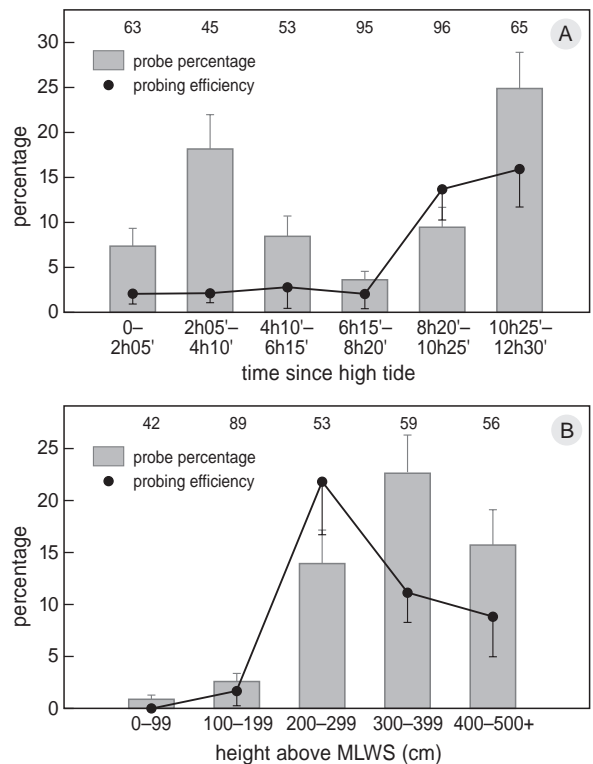 63 45 53 95 96 65
A
30
25
20
15
10
5
0
percentage
probe percentage
probing efficiency
0– 2h05'– 4h10'– 6h15'– 8h20'– 10h25'–
2h05' 4h10' 6h15' 8h20' 10h25' 12h30'
time since high tide
42 89 53 59 56
B
25
20
15
10
5
0
percentage
probe percentage
probing efficiency
0–99 100–199 200–299 300–399 400–500+
height above MLWS (cm)